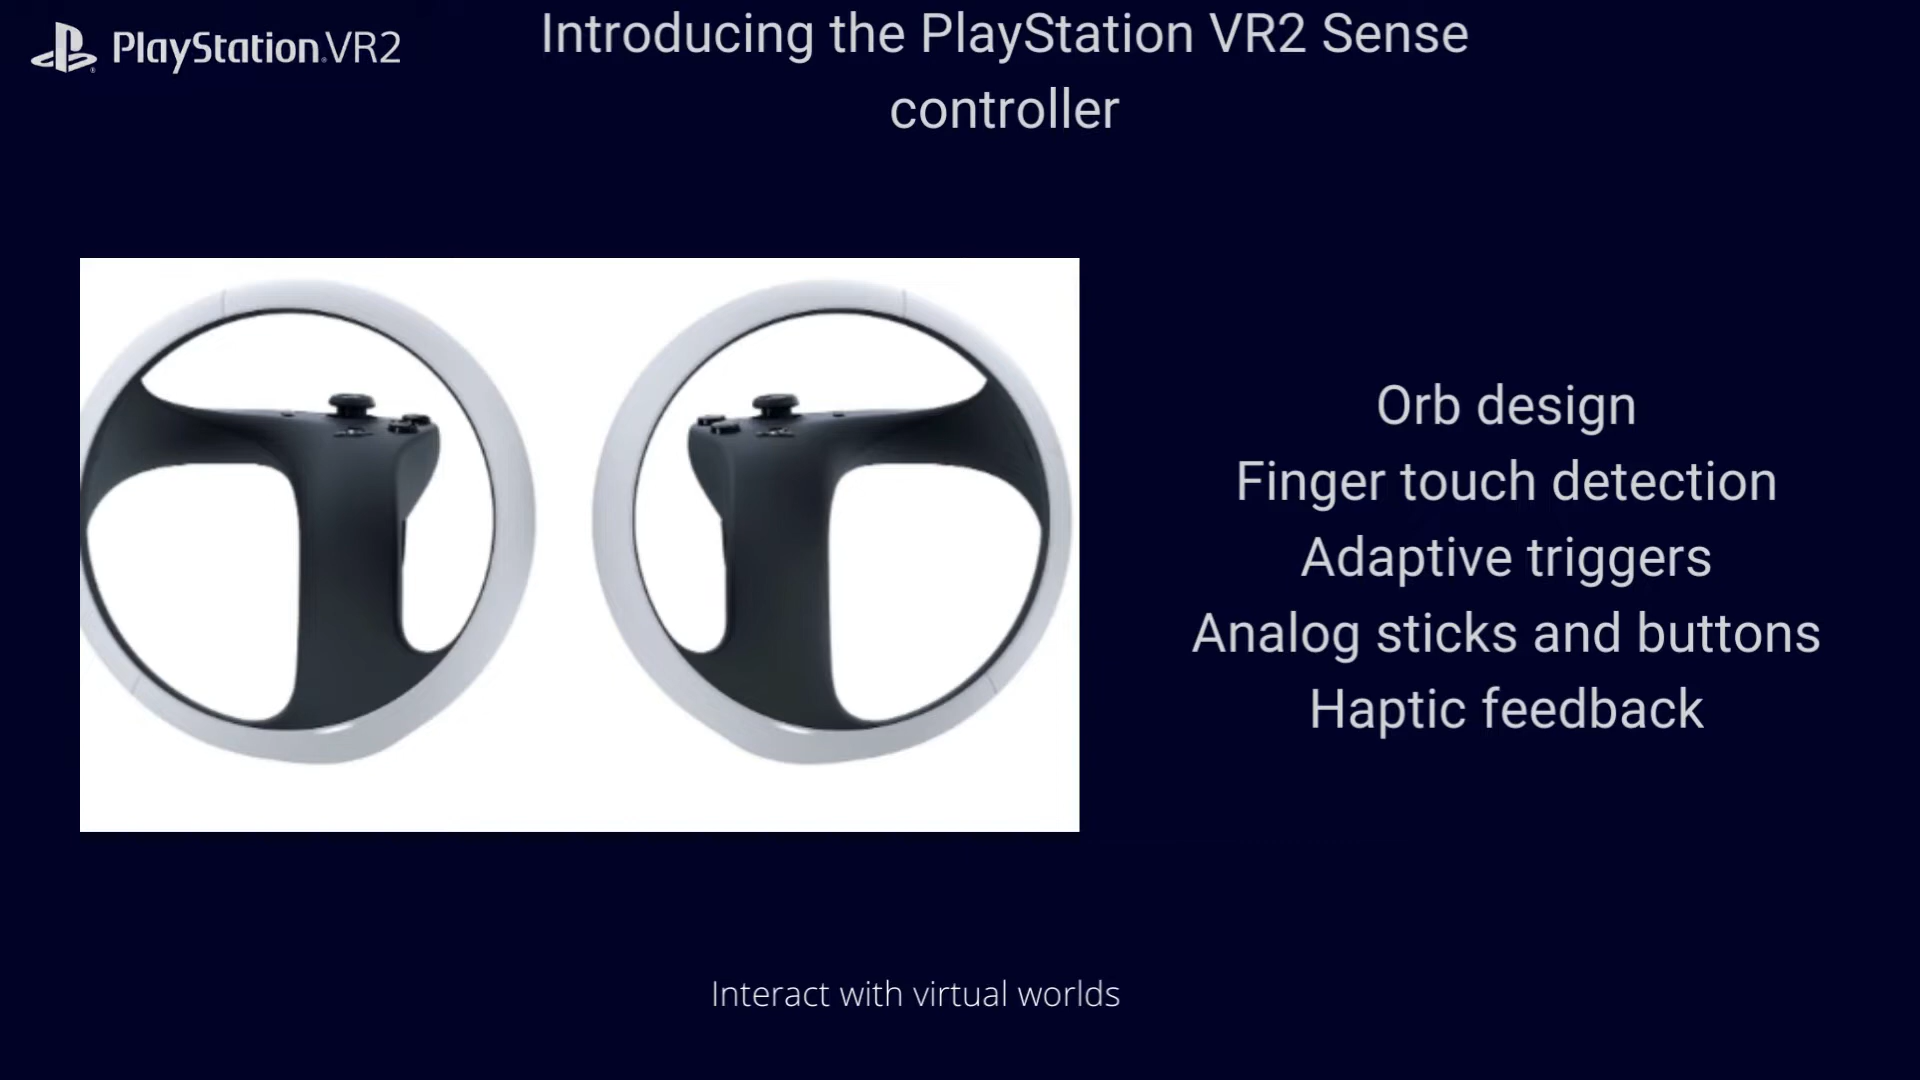 PlayStation®VR2
Introducing the PlayStation VR2 Sense
controller
Orb design
Finger touch detection
Adaptive triggers
Analog sticks and buttons
Haptic feedback
Interact with virtual worlds